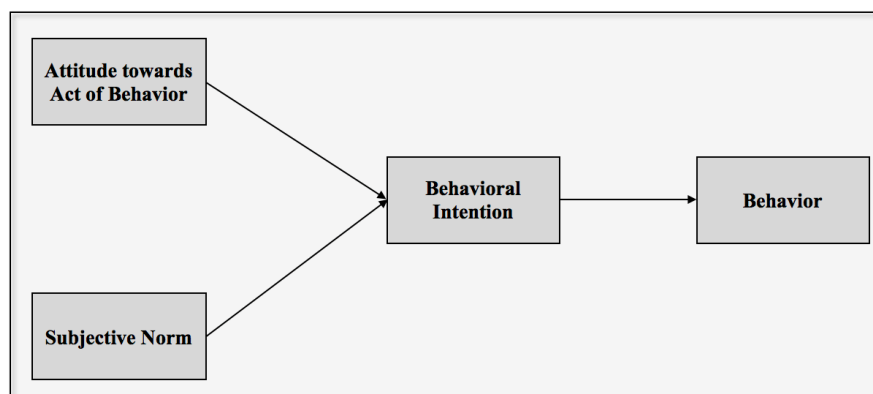 Attitude towards
Act of Behavior
Behavioral
Intention
Behavior
Subjective Norm